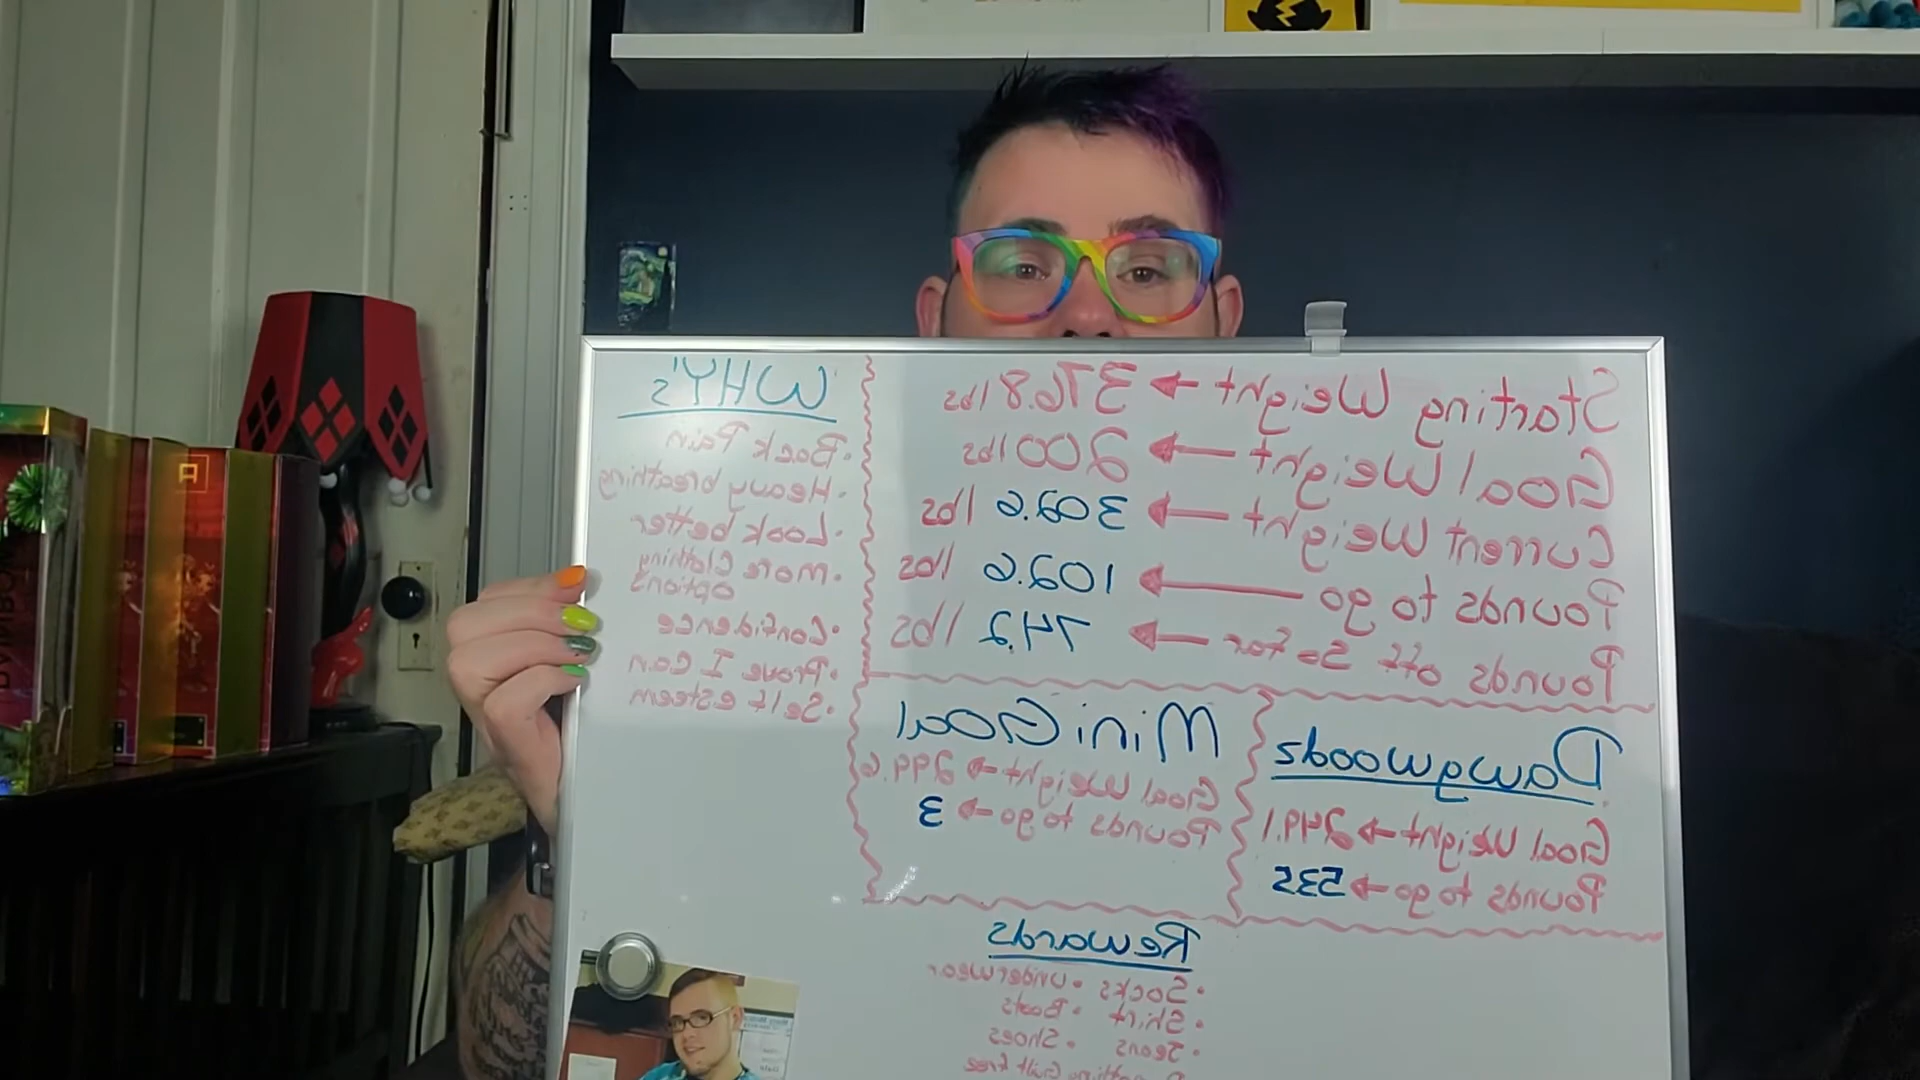 Starting Weight → 376.8 lbs
Goal Weight → 200 lbs
Current Weight → 302.6 lbs
Pounds to go → 102.6 lbs
Pounds off So far → 74.2 lbs
WHY's
• Back Pain
• Heavy breathing
• Look better
• More Clothing
options
• Confidence
• Prove I Can
• Self esteem
Dawgwoods
Goal Weight → 249.1
Pounds to go → 53.5
Mini Goal
Goal Weight → 299.6
Pounds to go → 3
Rewards
• Socks • underwear
• Shirt • Boots
• Jeans • Shoes
Guilt free